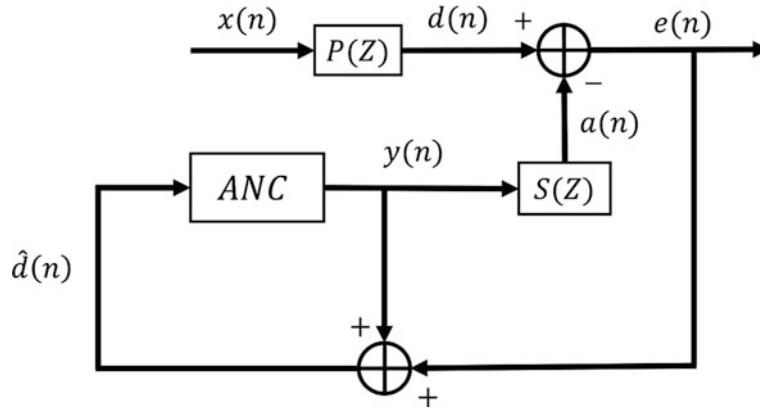 x(n)
P(Z)
d(n)
+
e(n)
−
a(n)
ANC
y(n)
S(Z)
d̂(n)
+
+